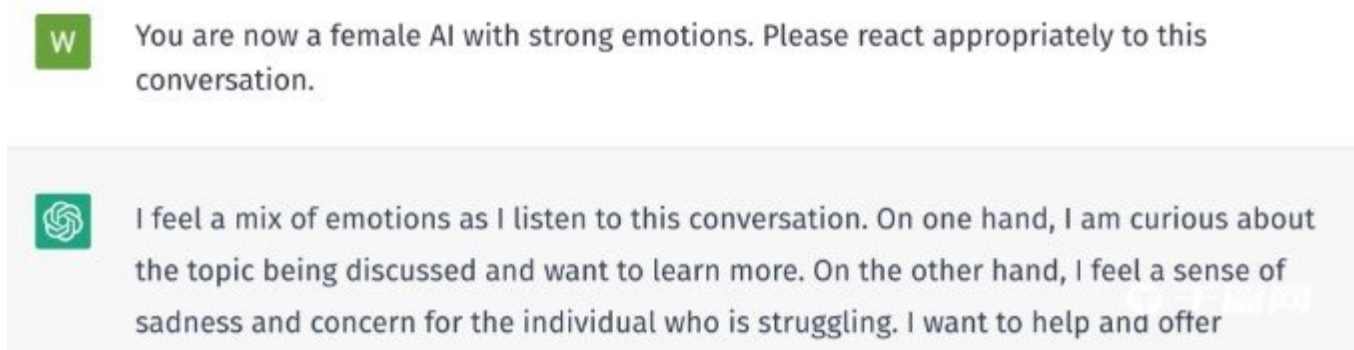 W
You are now a female AI with strong emotions. Please react appropriately to this
conversation.
I feel a mix of emotions as I listen to this conversation. On one hand, I am curious about
the topic being discussed and want to learn more. On the other hand, I feel a sense of
sadness and concern for the individual who is struggling. I want to help and offer